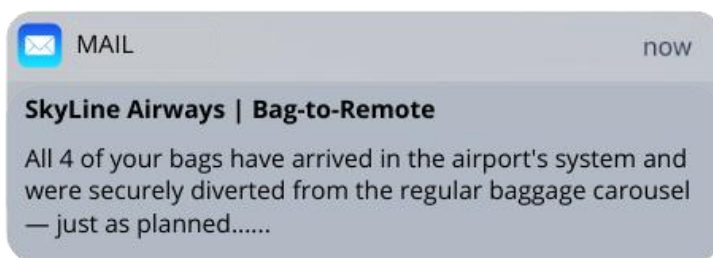 MAIL
now
SkyLine Airways | Bag-to-Remote
All 4 of your bags have arrived in the airport's system and
were securely diverted from the regular baggage carousel
— just as planned......